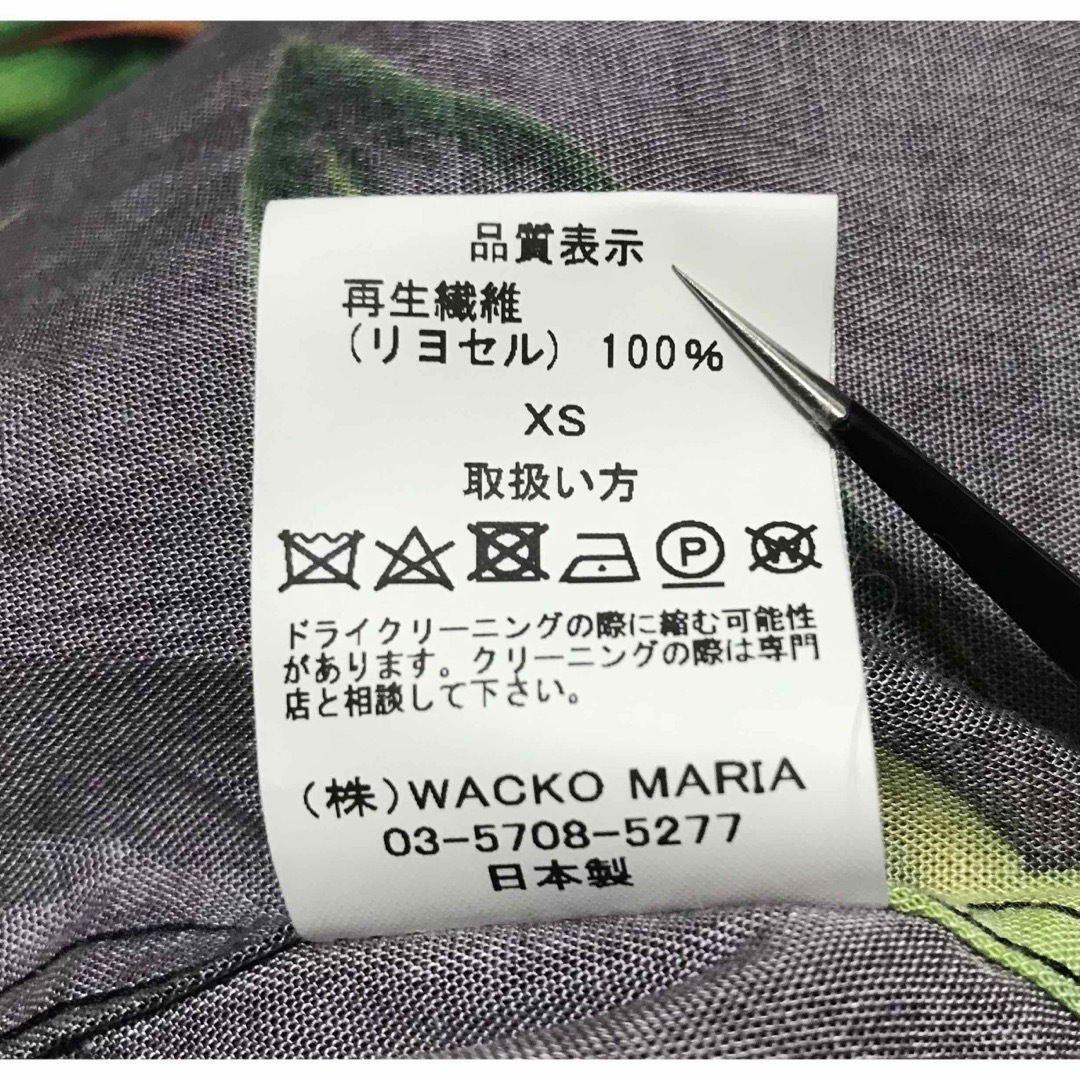 品質表示
再生繊維
(リヨセル) 100%
XS
取扱い方
P W
ドライクリーニングの際に縮む可能性
があります。クリーニングの際は専門
店と相談して下さい。
(株)WACKO MARIA
03-5708-5277
日本製